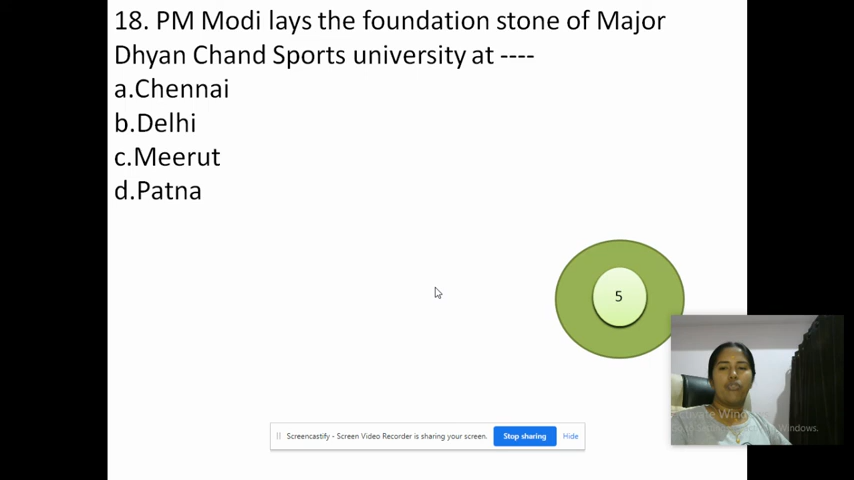 18. PM Modi lays the foundation stone of Major
Dhyan Chand Sports university at ----
a.Chennai
b.Delhi
c.Meerut
d.Patna
5
Screencastify - Screen Video Recorder is sharing your screen.
Stop sharing
Hide